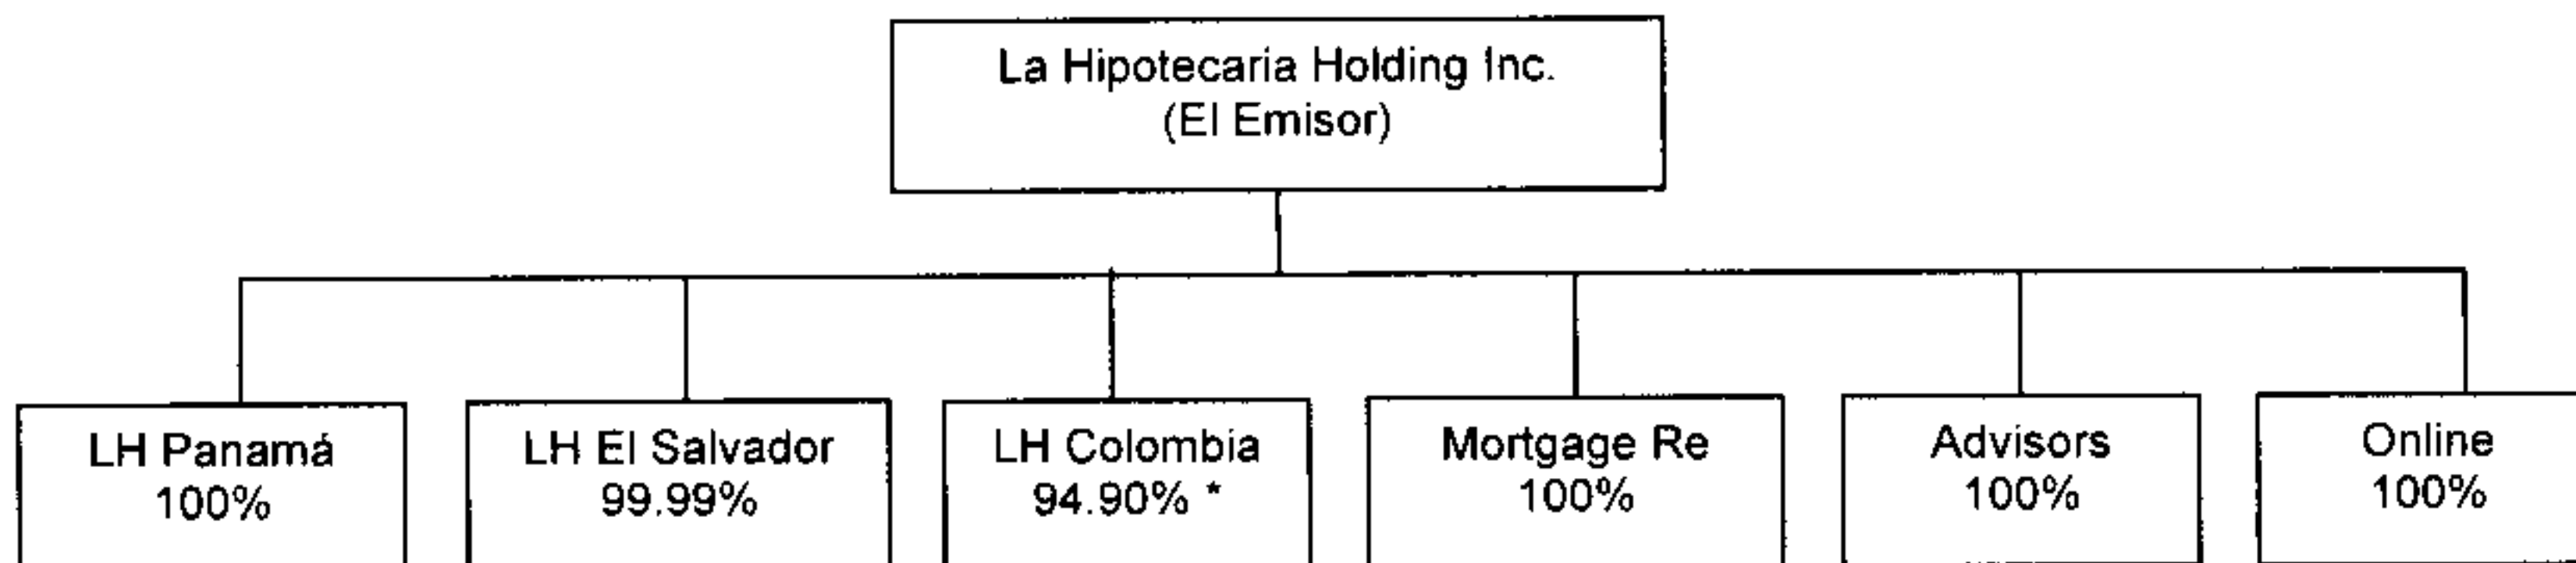 La Hipotecaria Holding Inc.
(El Emisor)
LH Panamá
100%
LH El Salvador
99.99%
LH Colombia
94.90% *
Mortgage Re
100%
Advisors
100%
Online
100%